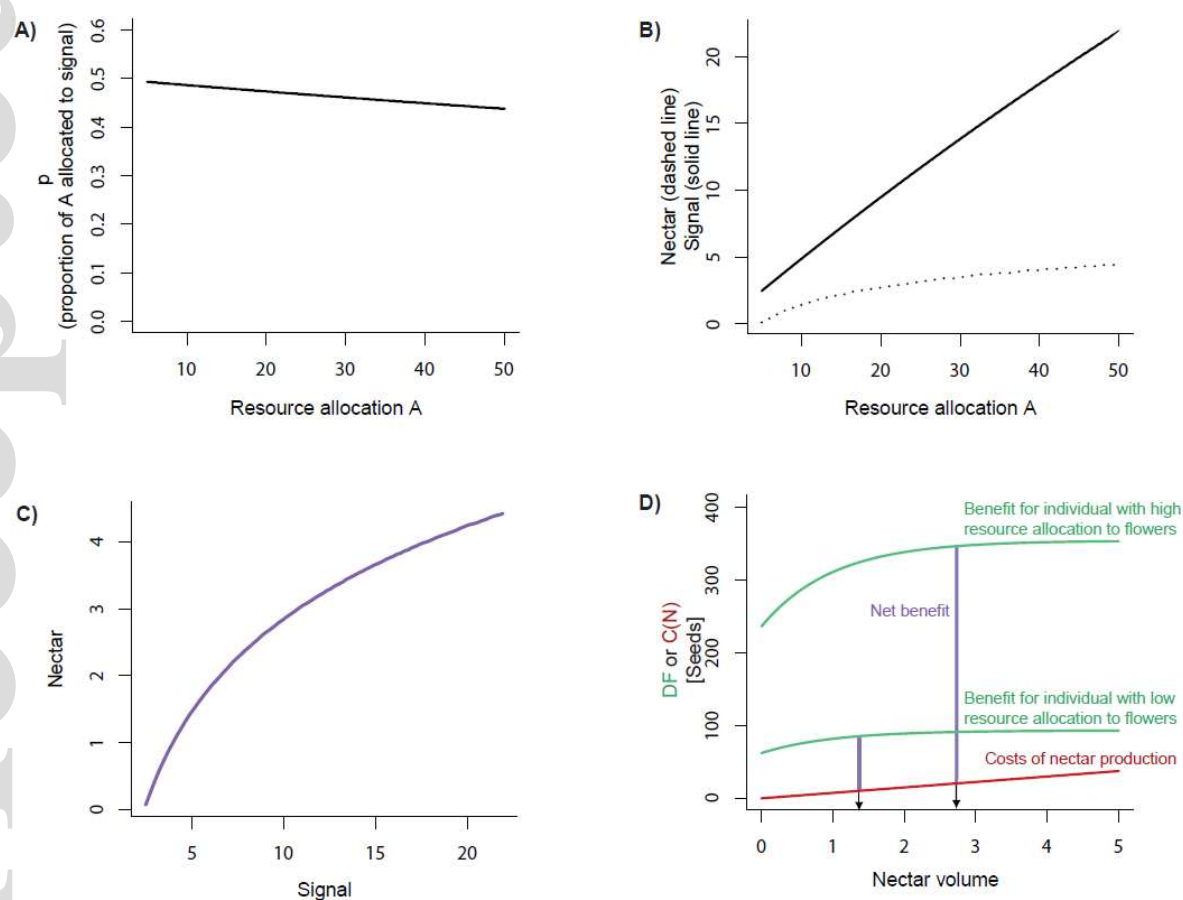 A)
p
(proportion of A allocated to signal)
0.6
0.5
0.4
0.3
0.2
0.1
0.0
10 20 30 40 50
Resource allocation A
B)
Nectar (dashed line)
Signal (solid line)
20
15
10
5
0
10 20 30 40 50
Resource allocation A
C)
Nectar
4
3
2
1
0
5 10 15 20
Signal
D)
DF or C(N)
[Seeds]
400
300
200
100
0
Benefit for individual with high
resource allocation to flowers
Net benefit
Benefit for individual with low
resource allocation to flowers
Costs of nectar production
0 1 2 3 4 5
Nectar volume